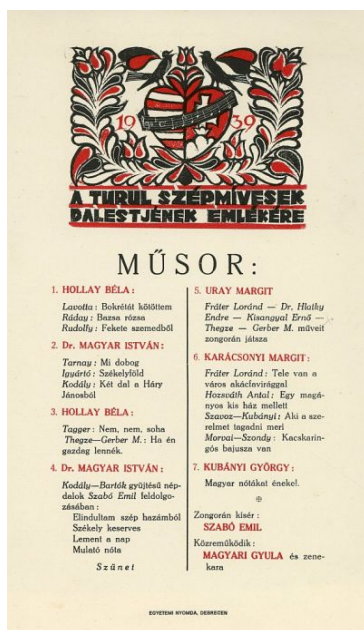 1939
A TURUL SZÉPMÍVESEK
DALESTJÉNEK EMLÉKÉRE
MŰSOR:
1. HOLLAY BÉLA:
Lavotta: Bokrétát kötöttem
Ráday: Bazsa rózsa
Rudolfy: Fekete szemedből
2. Dr. MAGYAR ISTVÁN:
Tarnay: Mi dobog
Igyártó: Székelyföld
Kodály: Két dal a Háry
Jánosból
3. HOLLAY BÉLA:
Tagger: Nem, nem, soha
Thegze—Gerber M.: Ha én
gazdag lennék.
4. Dr. MAGYAR ISTVÁN:
Kodály—Bartók gyüjtésű nép-
dalok Szabó Emil feldolgo-
zásában:
Elindultam szép hazámból
Székely keserves
Lement a nap
Mulató nóta
Szünet
5. URAY MARGIT
Fráter Loránd — Dr. Hlatky
Endre — Kisangyal Ernő —
Thegze — Gerber M. műveit
zongorán játsza
6. KARÁCSONYI MARGIT:
Fráter Loránd: Tele van a
város akácfavirággal
Hozsváth Antal: Egy magá-
nyos kis ház mellett
Szavos—Kubányi: Aki a sze-
relmet tagadni meri
Morvai—Szondy: Kacskarin-
gós bajusza van
7. KUBÁNYI GYÖRGY:
Magyar nótákat énekel.
Zongorán kísér:
SZABÓ EMIL
Közreműködik:
MAGYARI GYULA és zene-
kara
EGYETEMI NYOMDA, DEBRECEN